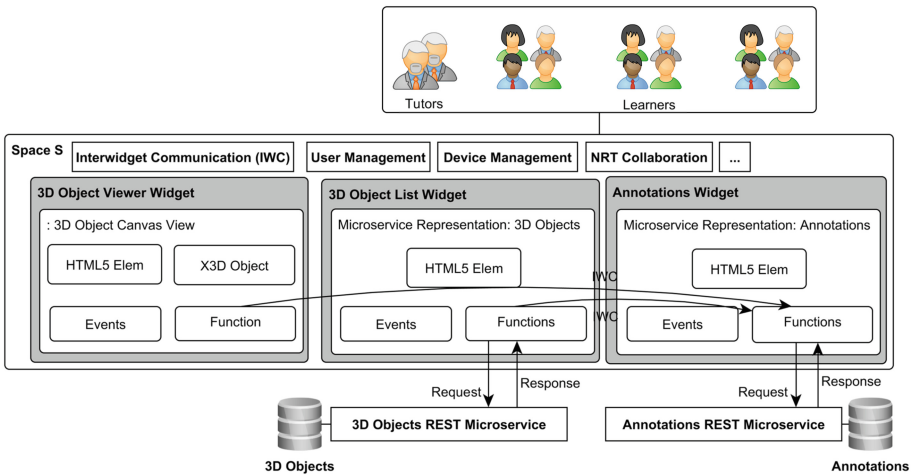 Tutors
Learners
Space S
Interwidget Communication (IWC)
User Management
Device Management
NRT Collaboration
...
3D Object Viewer Widget
: 3D Object Canvas View
HTML5 Elem
X3D Object
Events
Function
3D Object List Widget
Microservice Representation: 3D Objects
HTML5 Elem
Events
Functions
IWC
IWC
Annotations Widget
Microservice Representation: Annotations
HTML5 Elem
Events
Functions
Request
Response
Request
Response
3D Objects REST Microservice
Annotations REST Microservice
3D Objects
Annotations